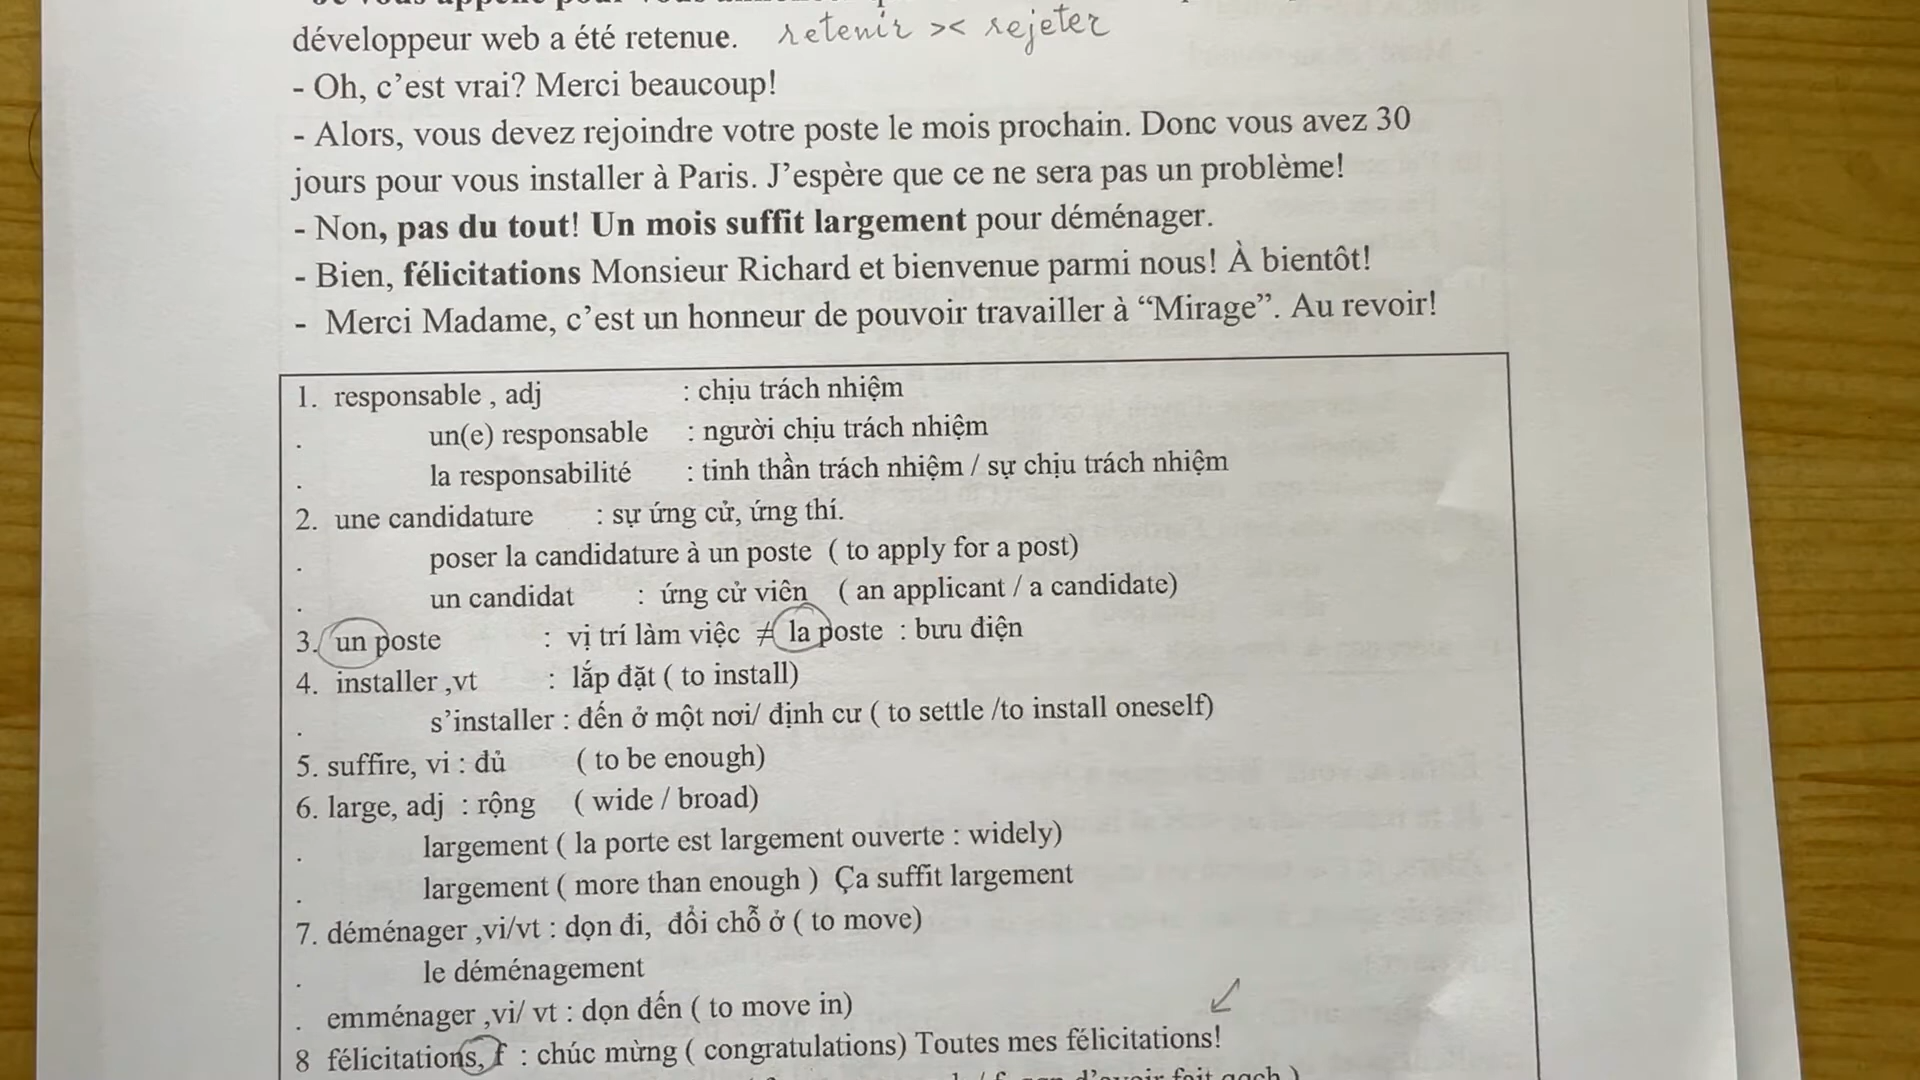 développeur web a été retenue. retenir >< rejeter
- Oh, c’est vrai? Merci beaucoup!
- Alors, vous devez rejoindre votre poste le mois prochain. Donc vous avez 30
jours pour vous installer à Paris. J’espère que ce ne sera pas un problème!
- Non, pas du tout! Un mois suffit largement pour déménager.
- Bien, félicitations Monsieur Richard et bienvenue parmi nous! À bientôt!
- Merci Madame, c’est un honneur de pouvoir travailler à “Mirage”. Au revoir!
1. responsable , adj : chịu trách nhiệm
. un(e) responsable : người chịu trách nhiệm
. la responsabilité : tinh thần trách nhiệm / sự chịu trách nhiệm
2. une candidature : sự ứng cử, ứng thí.
. poser la candidature à un poste ( to apply for a post)
. un candidat : ứng cử viên ( an applicant / a candidate)
3. un poste : vị trí làm việc ≠ la poste : bưu điện
4. installer ,vt : lắp đặt ( to install)
. s’installer : đến ở một nơi/ định cư ( to settle /to install oneself)
5. suffire, vi : đủ ( to be enough)
6. large, adj : rộng ( wide / broad)
. largement ( la porte est largement ouverte : widely)
. largement ( more than enough ) Ça suffit largement
7. déménager ,vi/vt : dọn đi, đổi chỗ ở ( to move)
. le déménagement
. emménager ,vi/ vt : dọn đến ( to move in)
8 félicitations, f : chúc mừng ( congratulations) Toutes mes félicitations!